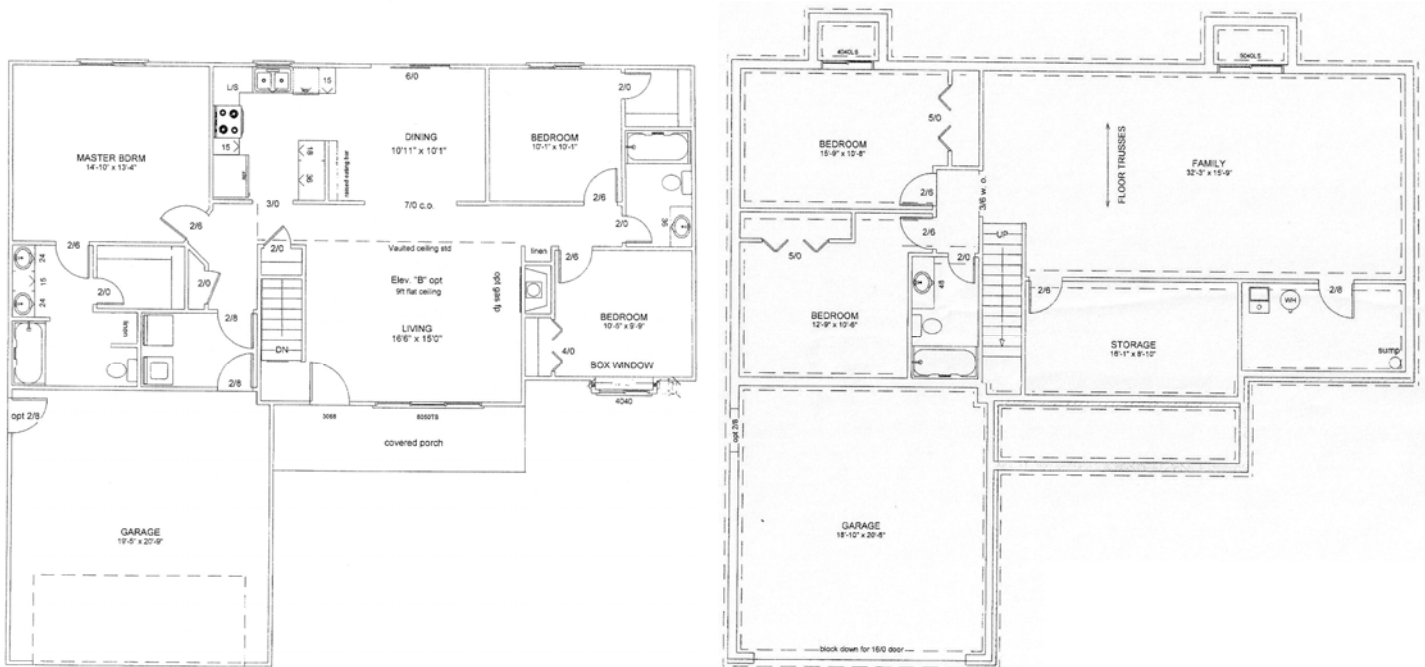 L/S
15
6/0
2/0
MASTER BDRM
14'-10" x 13'-4"
15
DINING
10'11" x 10'1"
BEDROOM
10'-1" x 10'-1"
18
36
raised eating bar
2/6
3/0
7/0 c.o.
2/6
2/0
36
2/6
2/0
Vaulted ceiling std
linen
2/6
24
15
24
2/0
2/0
Elev. "B" opt
9ft flat ceiling
opt gas fp
LIVING
16'6" x 15'0"
BEDROOM
10'-5" x 9'-9"
2/8
linen
DN
4/0
BOX WINDOW
2/8
4040
opt 2/8
3068
8050TS
covered porch
GARAGE
19'-5" x 20'-9"
4040LS
5040LS
5/0
BEDROOM
15'-9" x 10'-8"
FLOOR TRUSSES
FAMILY
32'-3" x 15'-9"
2/6
3/6 w. o.
2/6
UP
5/0
2/0
48
2/6
2/8
WH
BEDROOM
12'-9" x 10'-6"
STORAGE
16'-1" x 8'-10"
sump
opt 2/8
GARAGE
18'-10" x 20'-8"
block down for 16/0 door